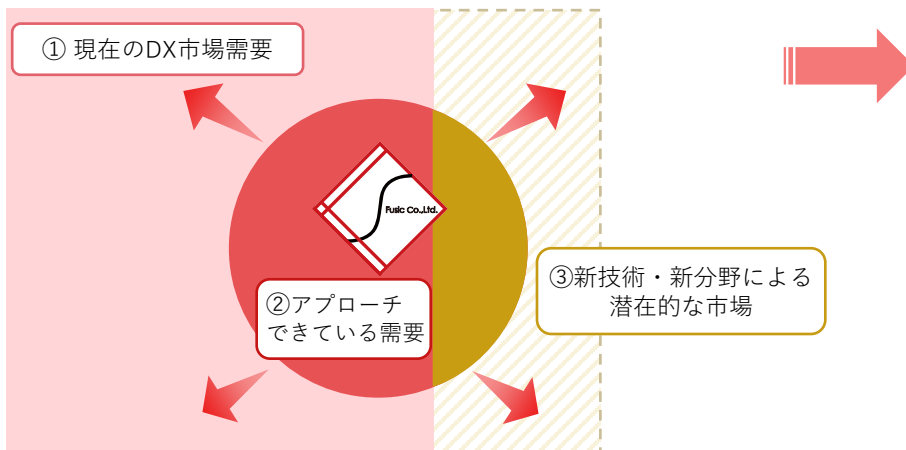 ① 現在のDX市場需要
Fusic Co.,Ltd.
②アプローチ
できている需要
③新技術・新分野による
潜在的な市場